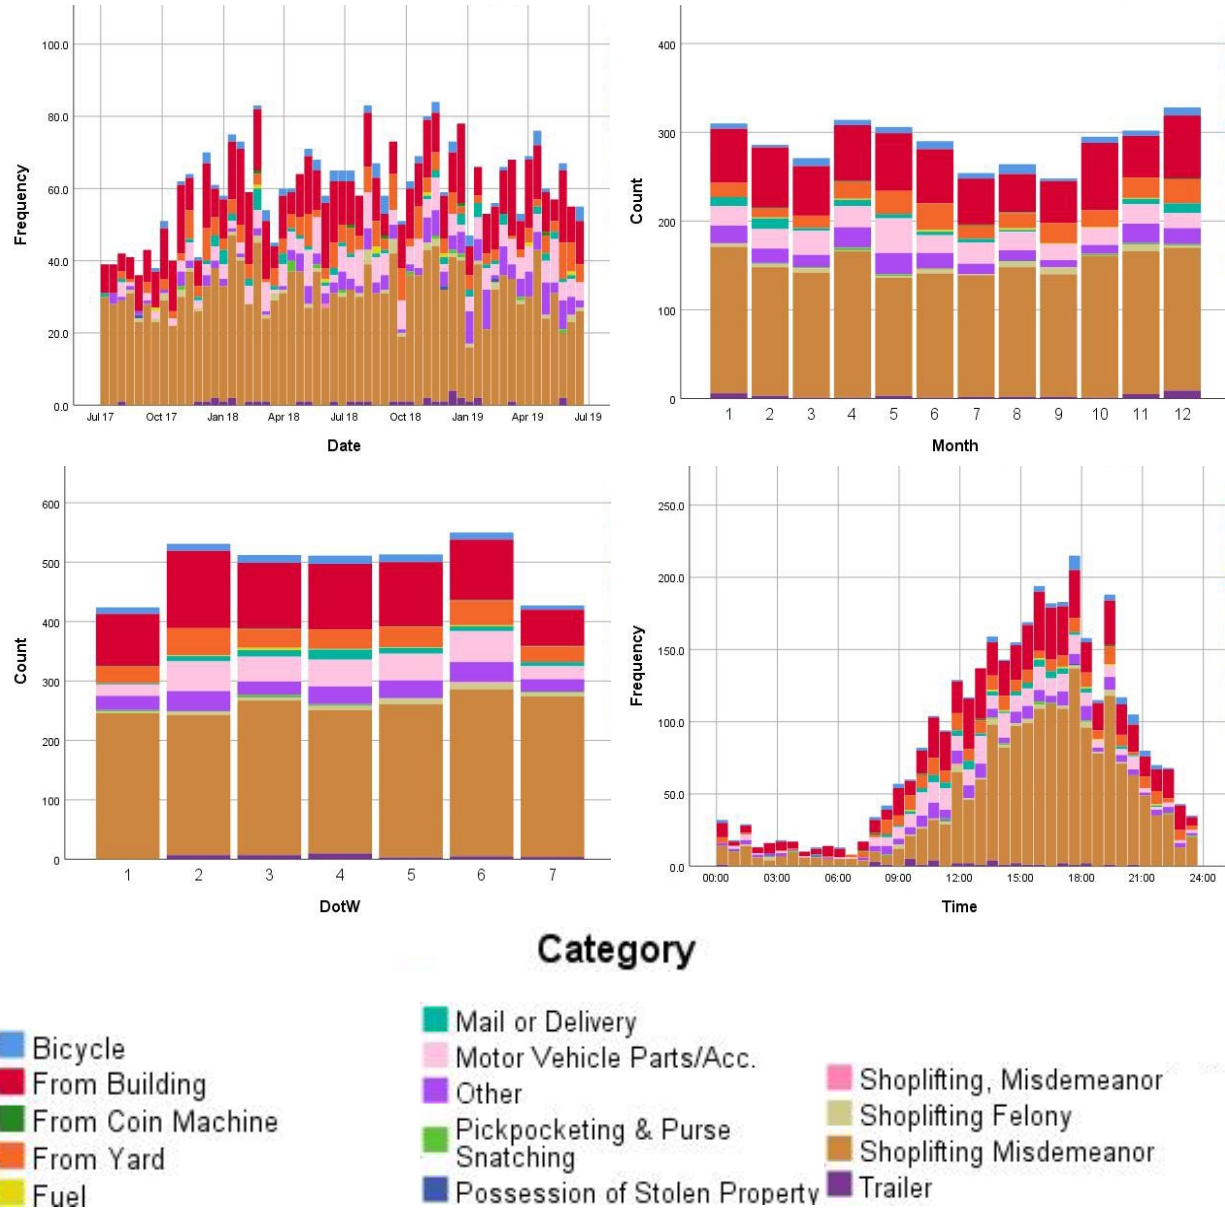 100.0
80.0
60.0
40.0
20.0
0.0
Frequency
Jul 17 Oct 17 Jan 18 Apr 18 Jul 18 Oct 18 Jan 19 Apr 19 Jul 19
Date
400
300
200
100
0
Count
1 2 3 4 5 6 7 8 9 10 11 12
Month
600
500
400
300
200
100
0
Count
1 2 3 4 5 6 7
DotW
250.0
200.0
150.0
100.0
50.0
0.0
Frequency
00:00 03:00 06:00 09:00 12:00 15:00 18:00 21:00 24:00
Time
Category
Bicycle
From Building
From Coin Machine
From Yard
Fuel
Mail or Delivery
Motor Vehicle Parts/Acc.
Other
Pickpocketing & Purse
Snatching
Possession of Stolen Property
Shoplifting, Misdemeanor
Shoplifting Felony
Shoplifting Misdemeanor
Trailer